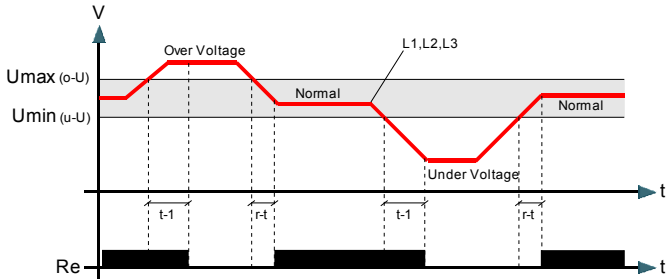 V
L1,L2,L3
Over Voltage
Umax (o-U)
Normal
Normal
Umin (u-U)
Under Voltage
t
t-1
r-t
t-1
r-t
Re
t